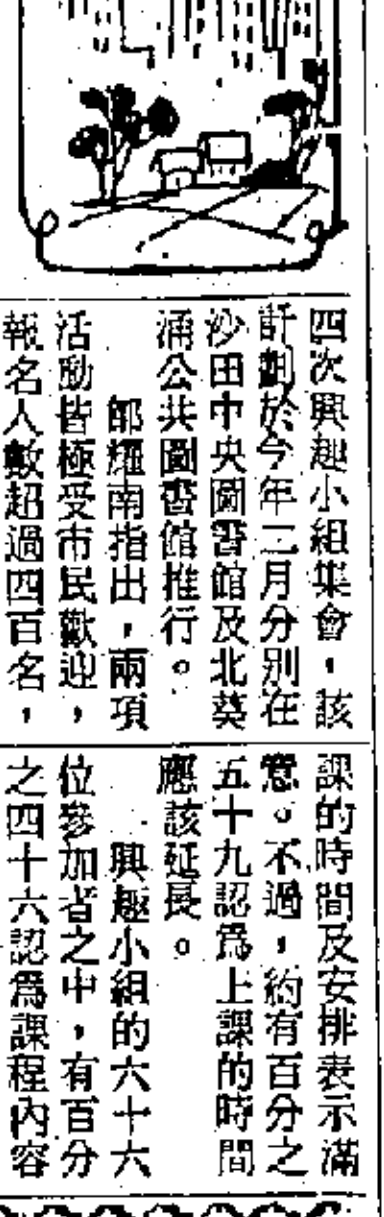 四次興趣小組集會，該
計劃於今年二月分別在
沙田中央圖書館及北葵
涌公共圖書館推行。
鄧耀南指出，兩項
活動皆極受市民歡迎，
報名人數超過四百名，
課的時間及安排表示滿
意。不過，約有百分之
五十九認爲上課的時間
應該延長。
興趣小組的六十六
位參加者之中，有百分
之四十六認爲課程內容